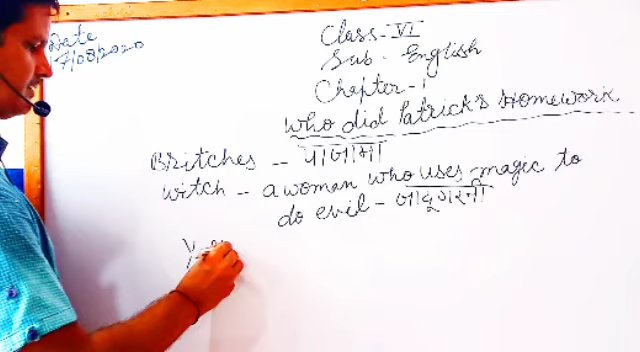 Date
17/08/2020
Class - VI
Sub - English
Chapter - 1
Who did Patrick's Homework
Britches -- पाजामा
witch -- a woman who uses magic to
do evil - जादूगरनी